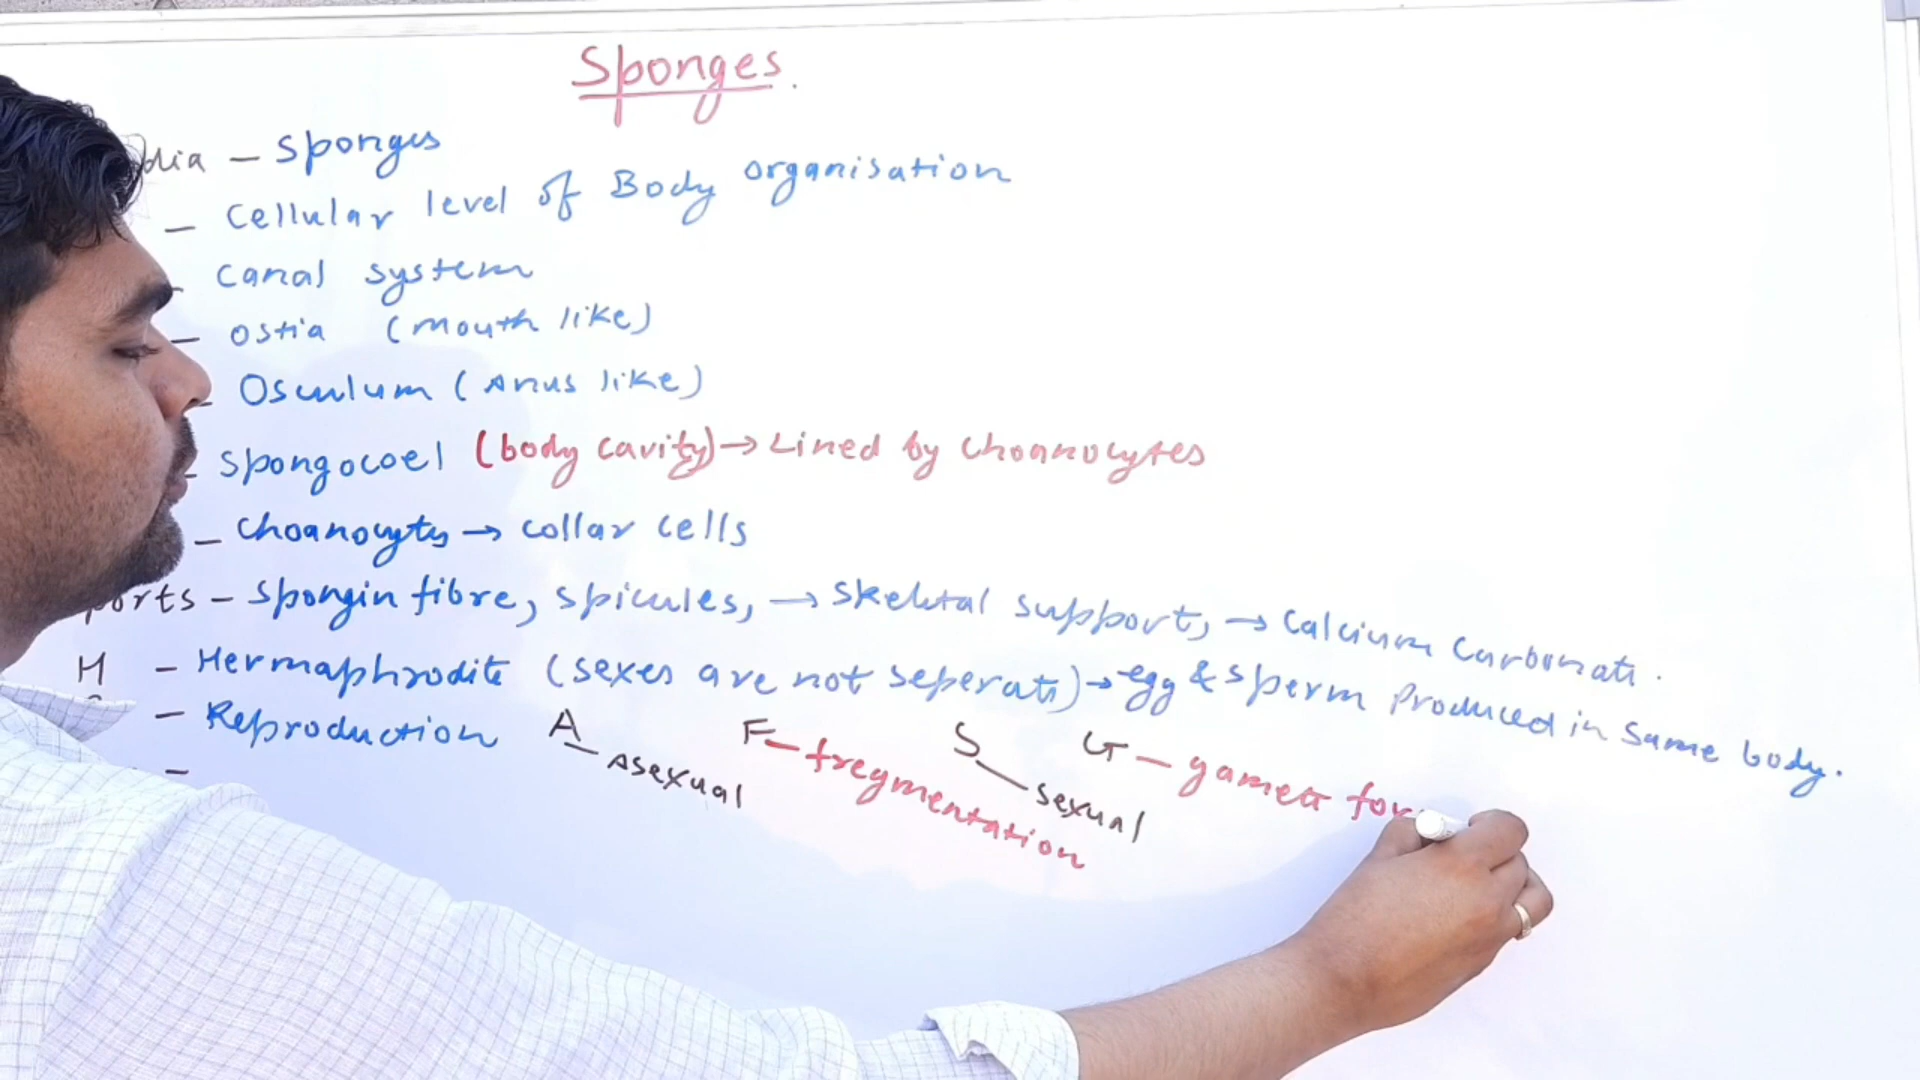 Sponges.
dia – Sponges
– Cellular level of Body organisation
canal system
– Ostia (mouth like)
– Osculum (Anus like)
– Spongocoel (body cavity) → Lined by choanocytes
– Choanocytes → collar cells
ports – Spongin fibre, spicules, → Skeletal support, → Calcium Carbonate.
H – Hermaphrodite (sexes are not seperate) → egg & sperm Produced in Same body.
– Reproduction A – Asexual F – fregmentation S – sexual G – gamete for
–